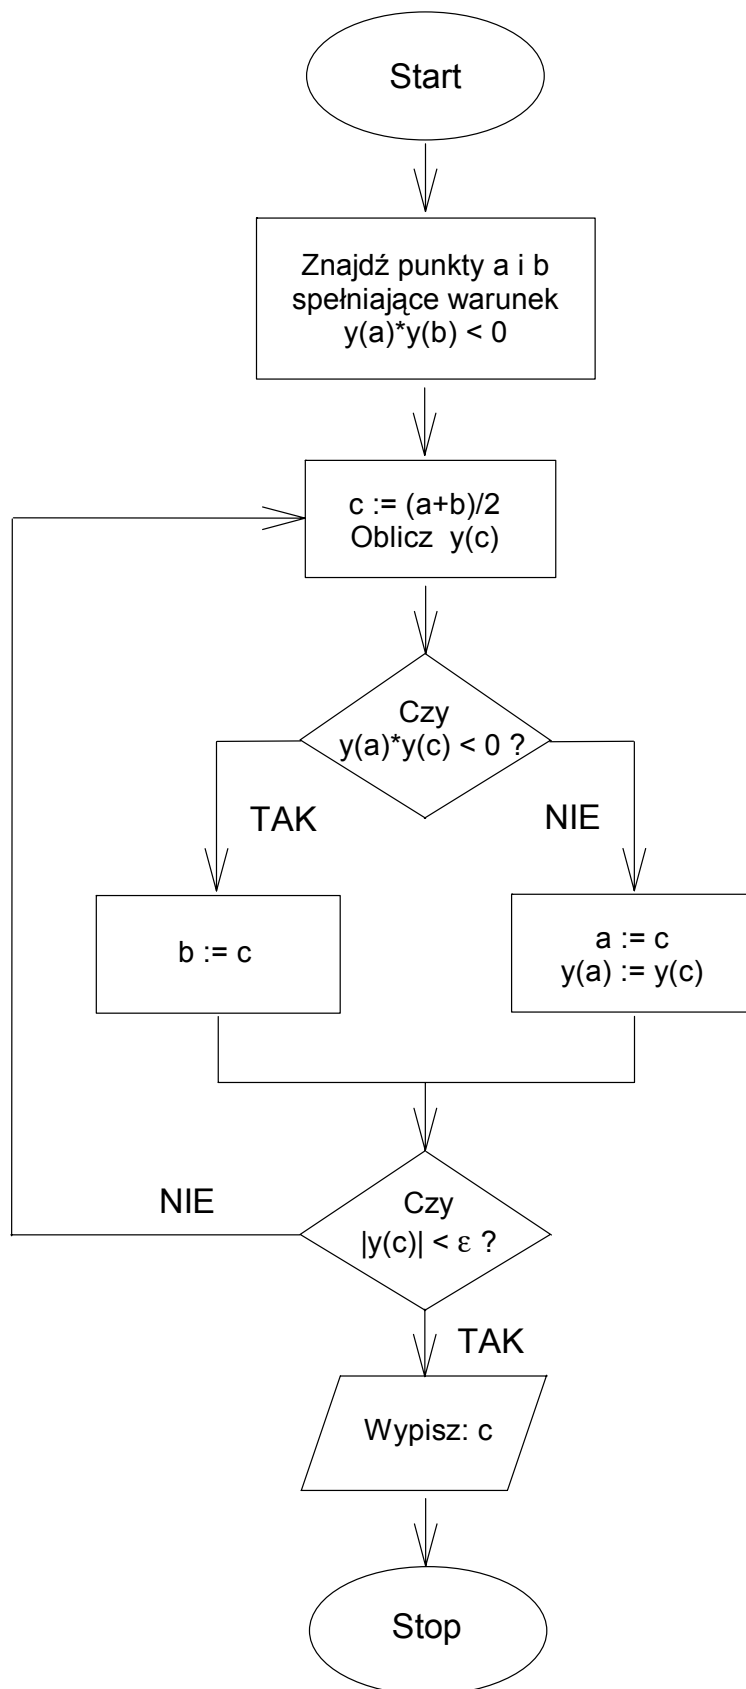 Start
Znajdź punkty a i b
spełniające warunek
y(a)*y(b) < 0
c := (a+b)/2
Oblicz y(c)
Czy
y(a)*y(c) < 0 ?
TAK
NIE
b := c
a := c
y(a) := y(c)
NIE
Czy
|y(c)| < ε ?
TAK
Wypisz: c
Stop